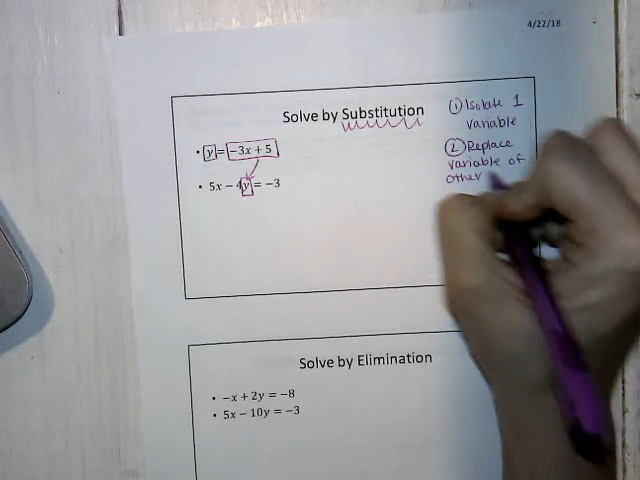 4/22/18
Solve by Substitution
• y = −3x + 5
• 5x − 4y = −3
① Isolate 1
variable
② Replace
variable of
other
Solve by Elimination
• −x + 2y = −8
• 5x − 10y = −3